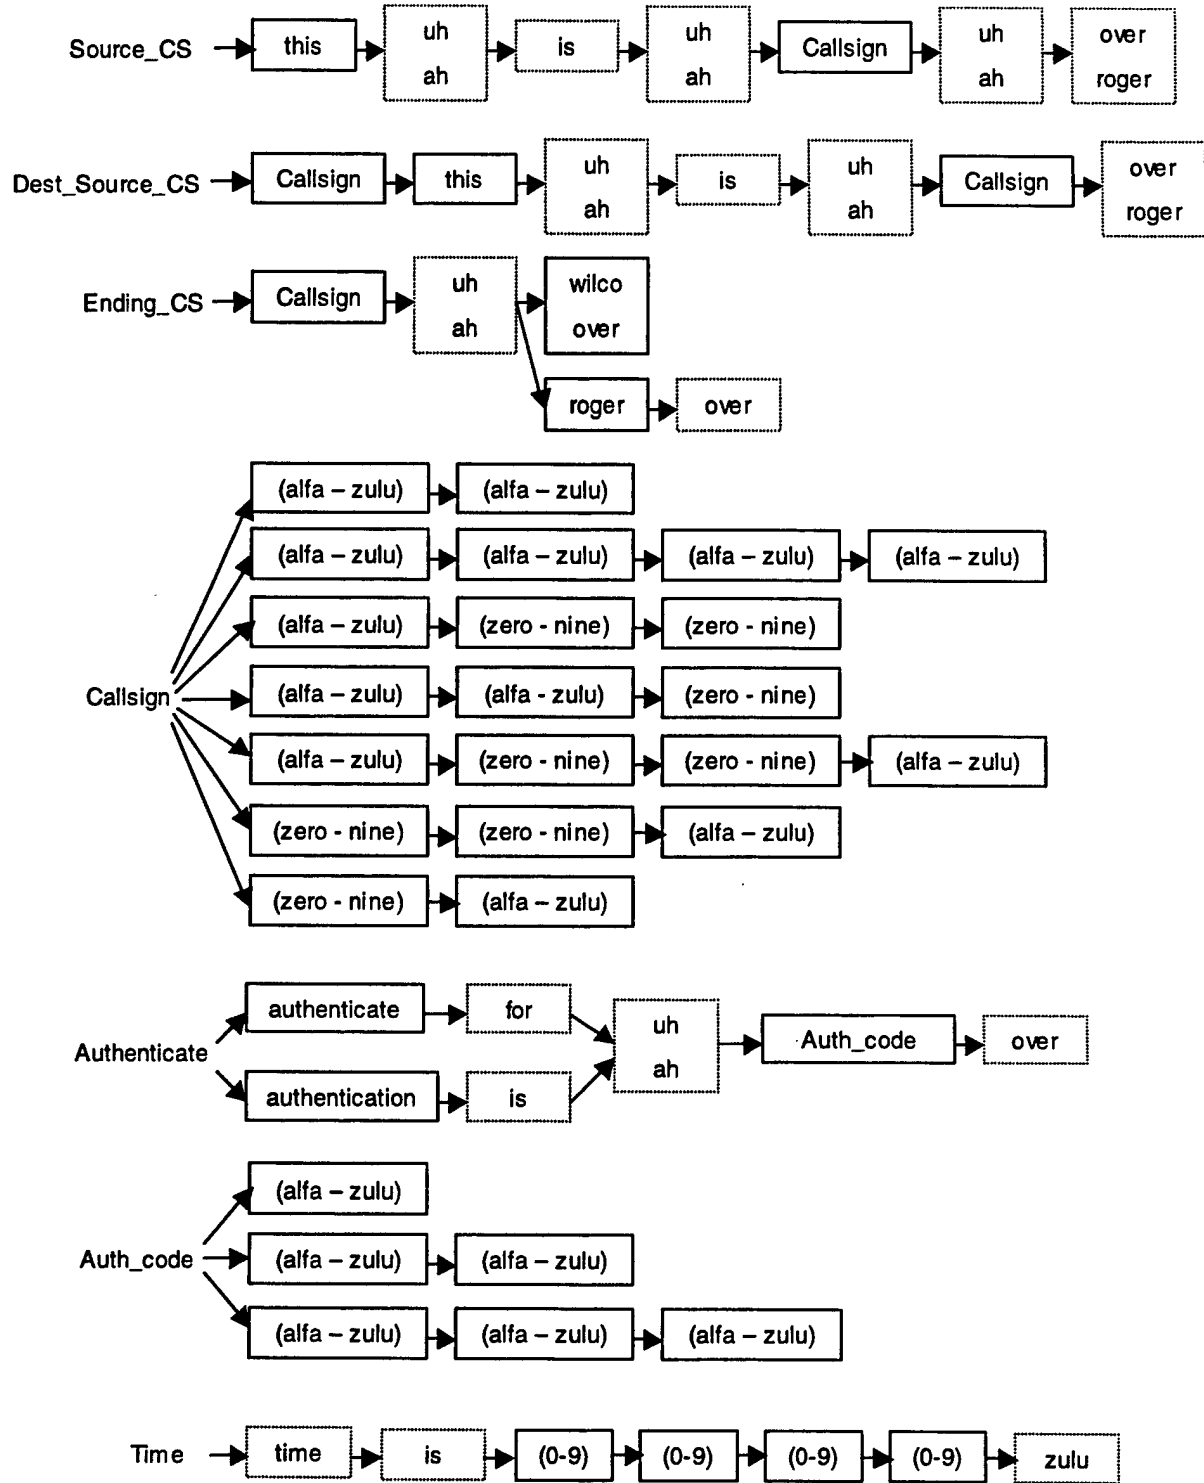 Source_CS this uh ah is uh ah Callsign uh ah over roger
Dest_Source_CS Callsign this uh ah is uh ah Callsign over roger
Ending_CS Callsign uh ah wilco over
roger over
(alfa – zulu) (alfa – zulu)
(alfa – zulu) (alfa – zulu) (alfa – zulu) (alfa – zulu)
(alfa – zulu) (zero - nine) (zero - nine)
Callsign (alfa – zulu) (alfa - zulu) (zero - nine)
(alfa – zulu) (zero - nine) (zero - nine) (alfa – zulu)
(zero - nine) (zero - nine) (alfa – zulu)
(zero - nine) (alfa – zulu)
Authenticate
authenticate for
authentication is
uh
ah
Auth_code over
(alfa – zulu)
Auth_code (alfa – zulu) (alfa – zulu)
(alfa – zulu) (alfa – zulu) (alfa – zulu)
Time time is (0-9) (0-9) (0-9) (0-9) zulu